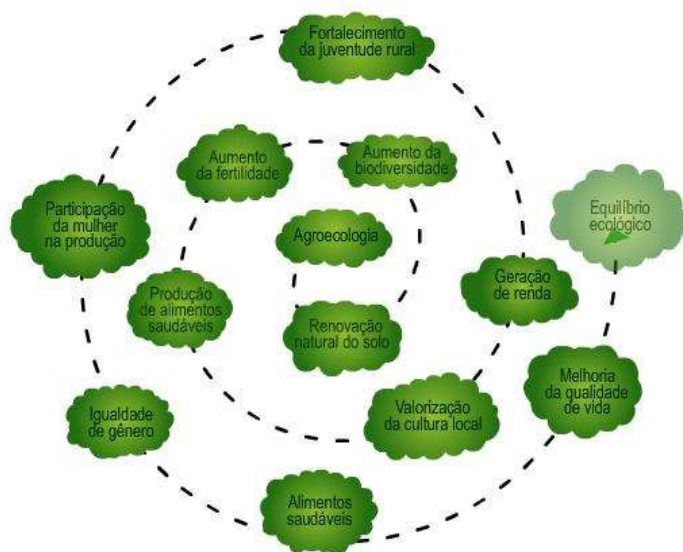 Fortalecimento
da juventude rural
Aumento
da fertilidade
Aumento da
biodiversidade
Participação
da mulher
na produção
Agroecologia
Equilíbrio
ecológico
Produção
de alimentos
saudáveis
Geração
de renda
Renovação
natural do solo
Melhoria
da qualidade
de vida
Igualdade
de gênero
Valorização
da cultura local
Alimentos
saudáveis